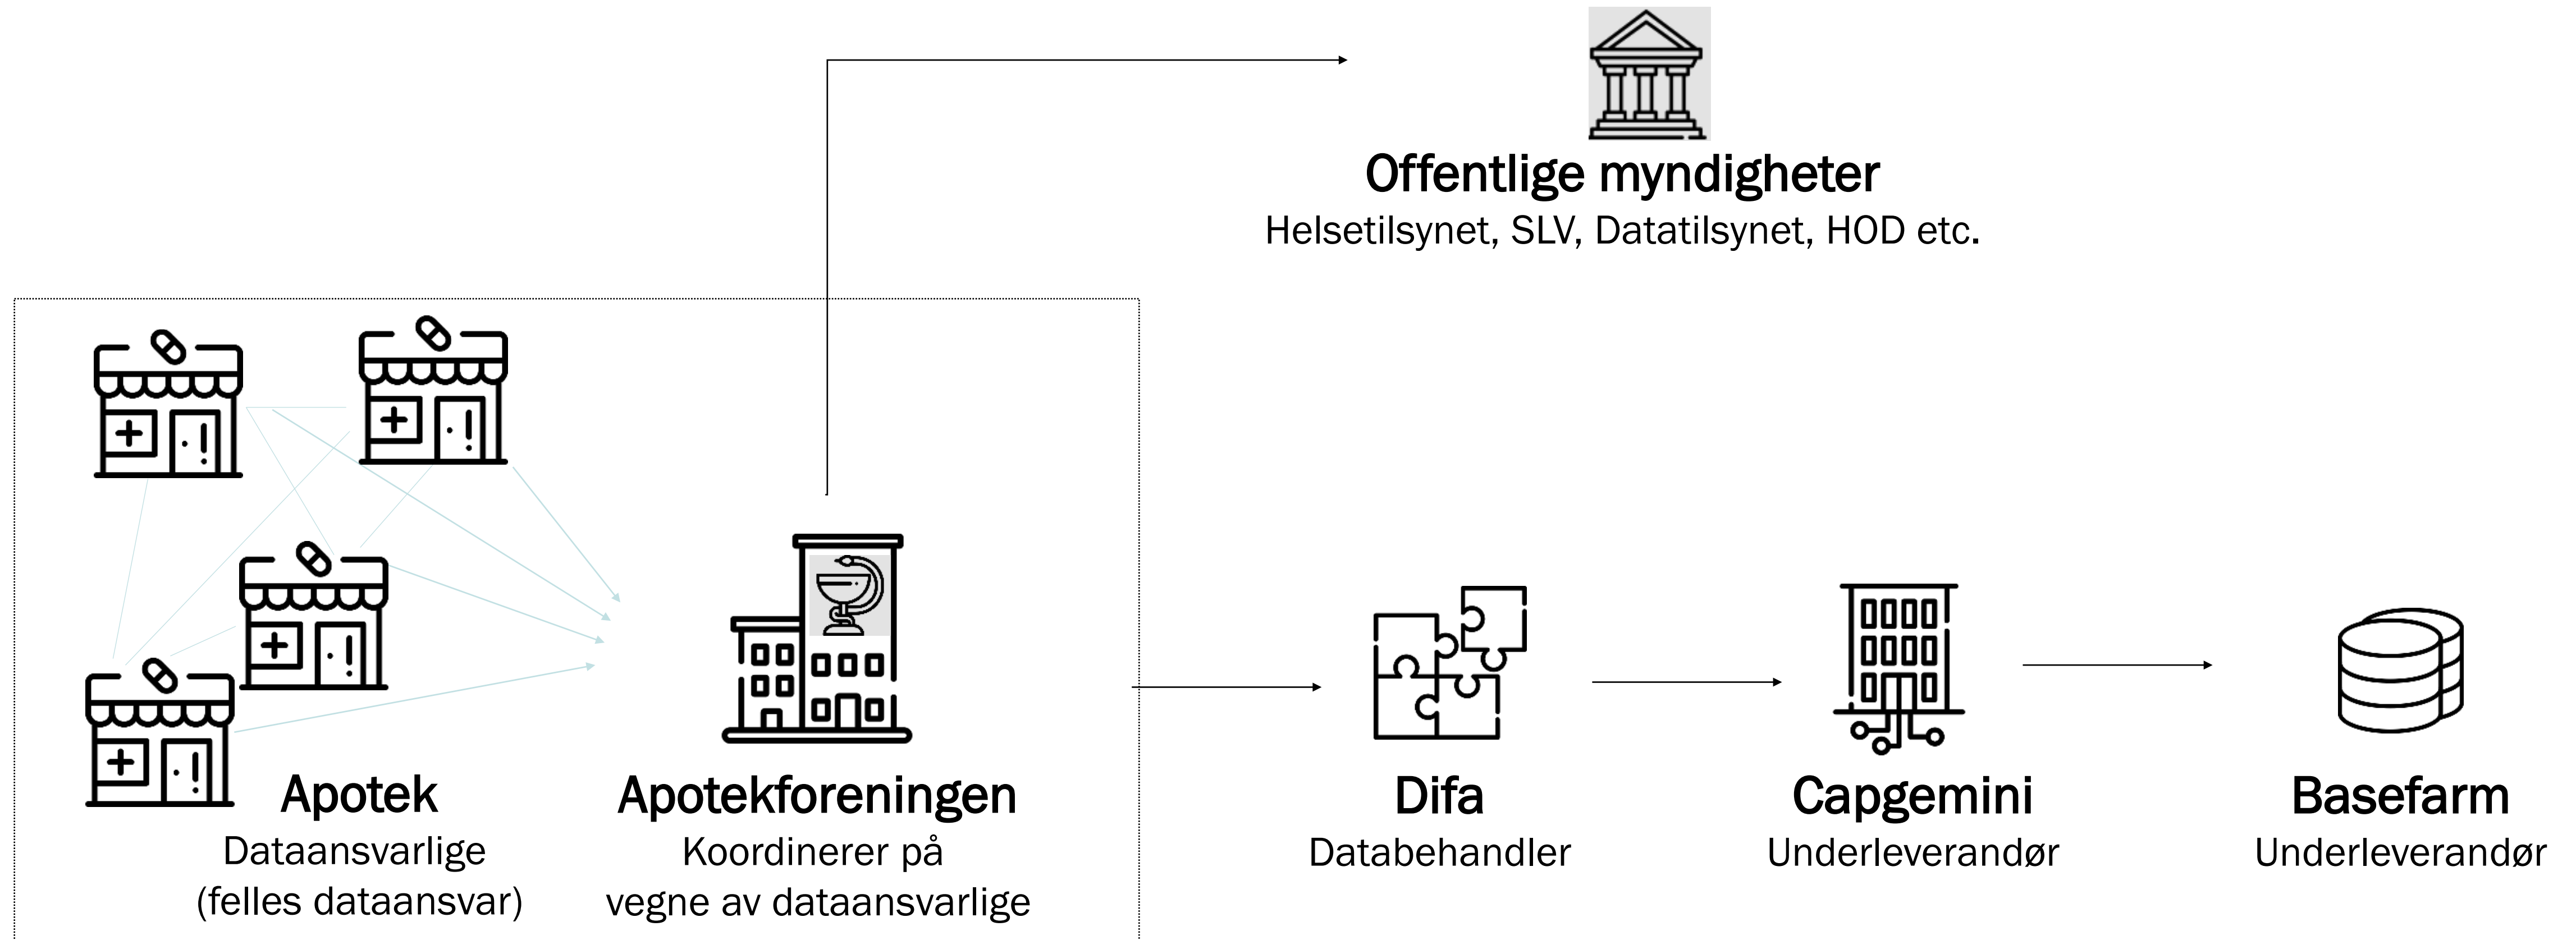 Offentlige myndigheter
Helsetilsynet, SLV, Datatilsynet, HOD etc.
Apotek
Dataansvarlige
(felles dataansvar)
Apotekforeningen
Koordinerer på
vegne av dataansvarlige
Difa
Databehandler
Capgemini
Underleverandør
Basefarm
Underleverandør